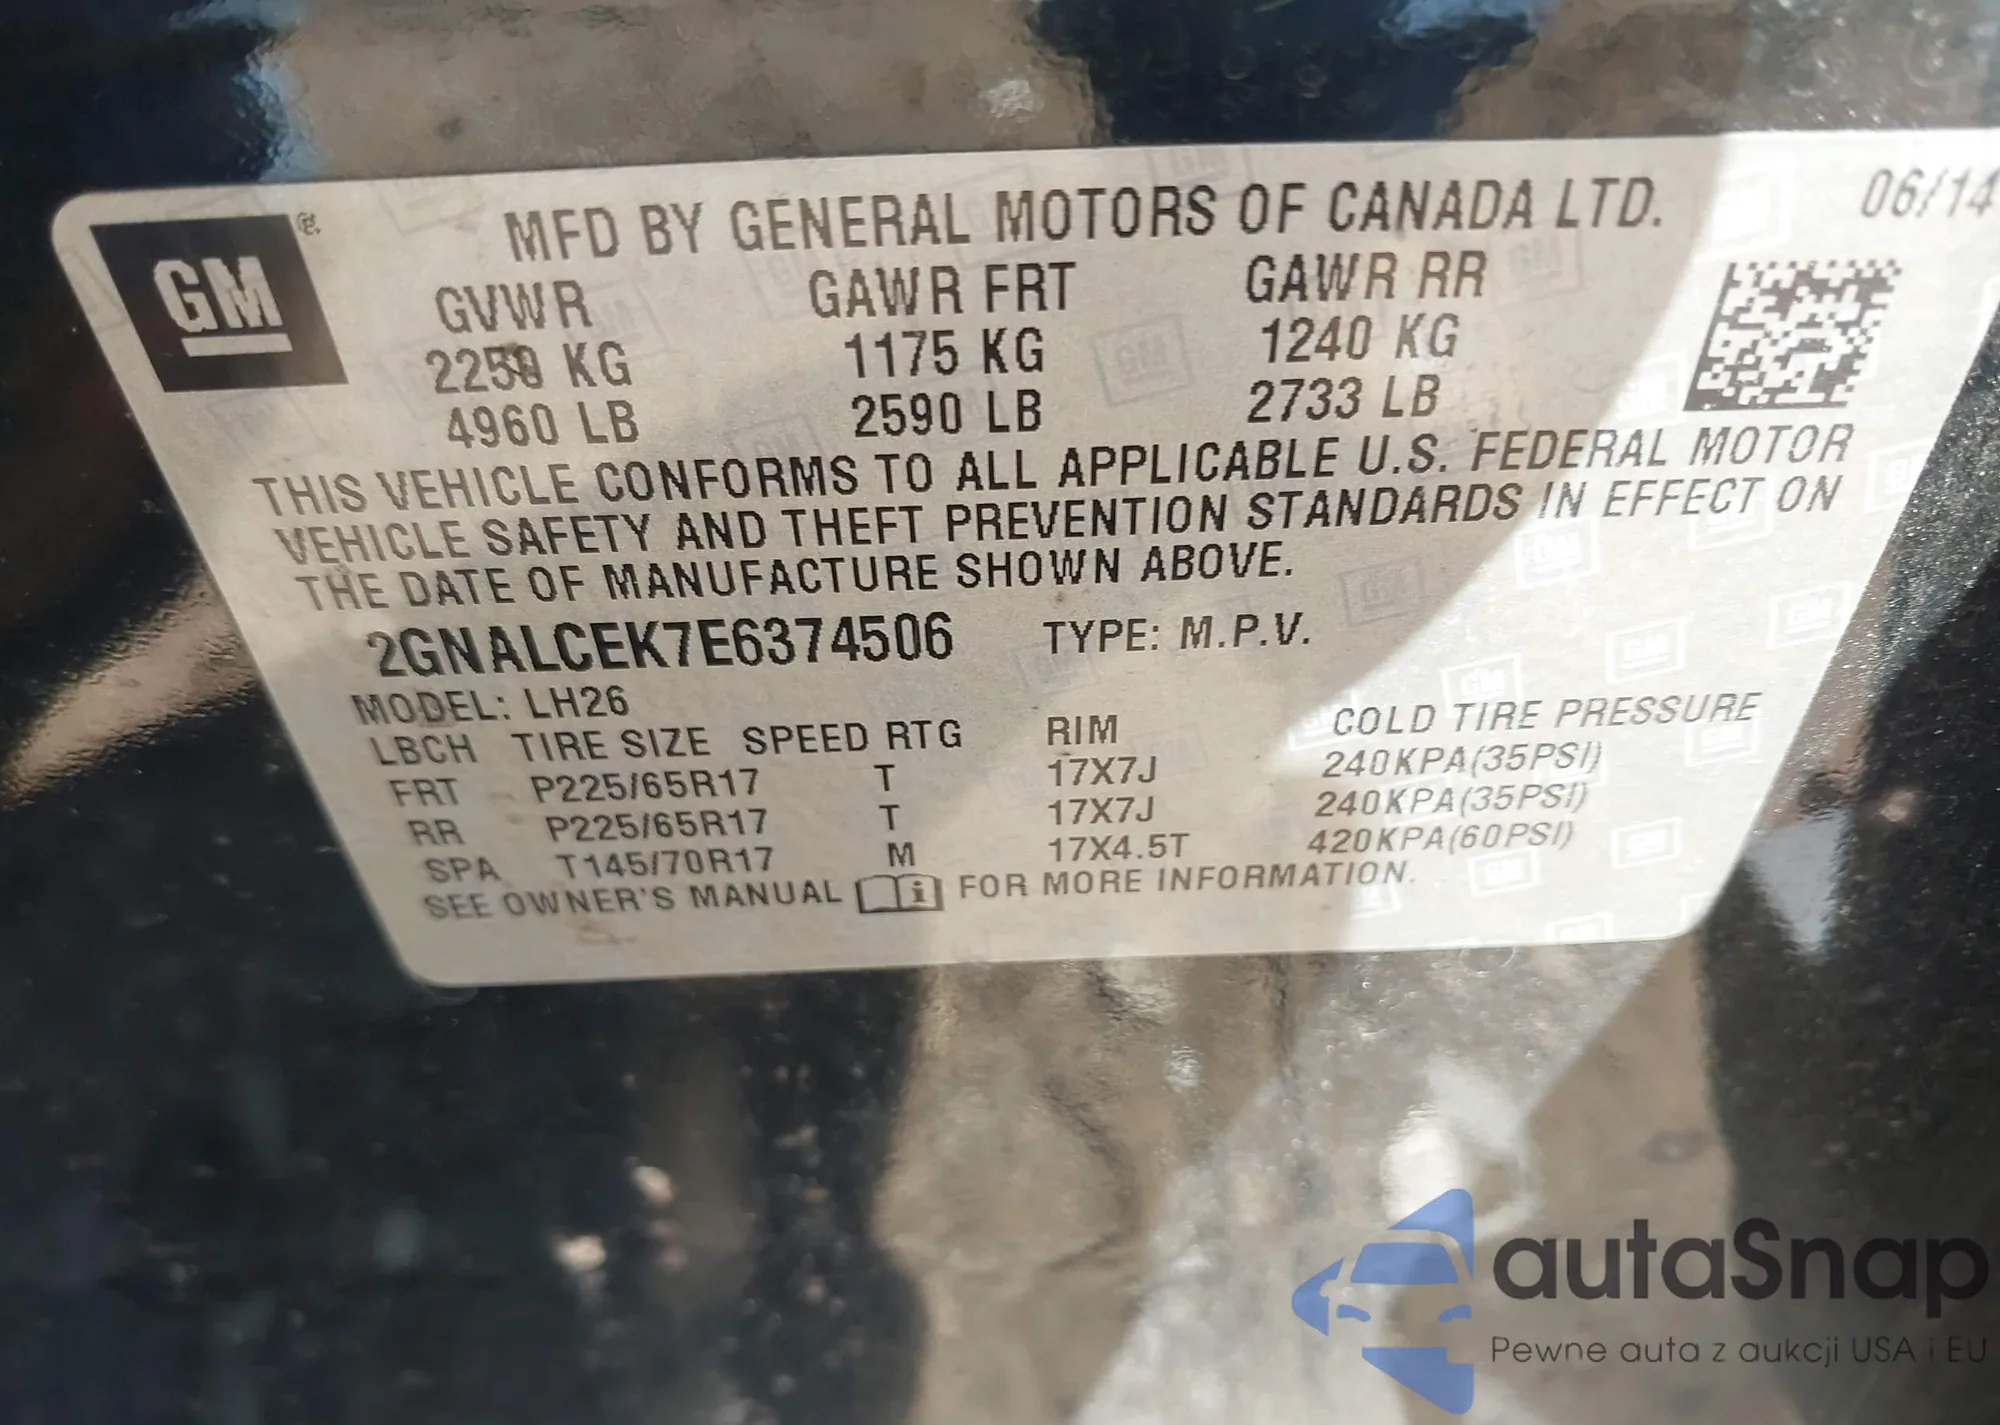 GM
®
MFD BY GENERAL MOTORS OF CANADA LTD. 06/14
GVWR GAWR FRT GAWR RR
2250 KG 1175 KG 1240 KG
4960 LB 2590 LB 2733 LB
THIS VEHICLE CONFORMS TO ALL APPLICABLE U.S. FEDERAL MOTOR
VEHICLE SAFETY AND THEFT PREVENTION STANDARDS IN EFFECT ON
THE DATE OF MANUFACTURE SHOWN ABOVE.
2GNALCEK7E6374506 TYPE: M.P.V.
MODEL: LH26
LBCH TIRE SIZE SPEED RTG RIM COLD TIRE PRESSURE
FRT P225/65R17 T 17X7J 240KPA(35PSI)
RR P225/65R17 T 17X7J 240KPA(35PSI)
SPA T145/70R17 M 17X4.5T 420KPA(60PSI)
SEE OWNER'S MANUAL i FOR MORE INFORMATION.
autaSnap
Pewne auta z aukcji USA i EU